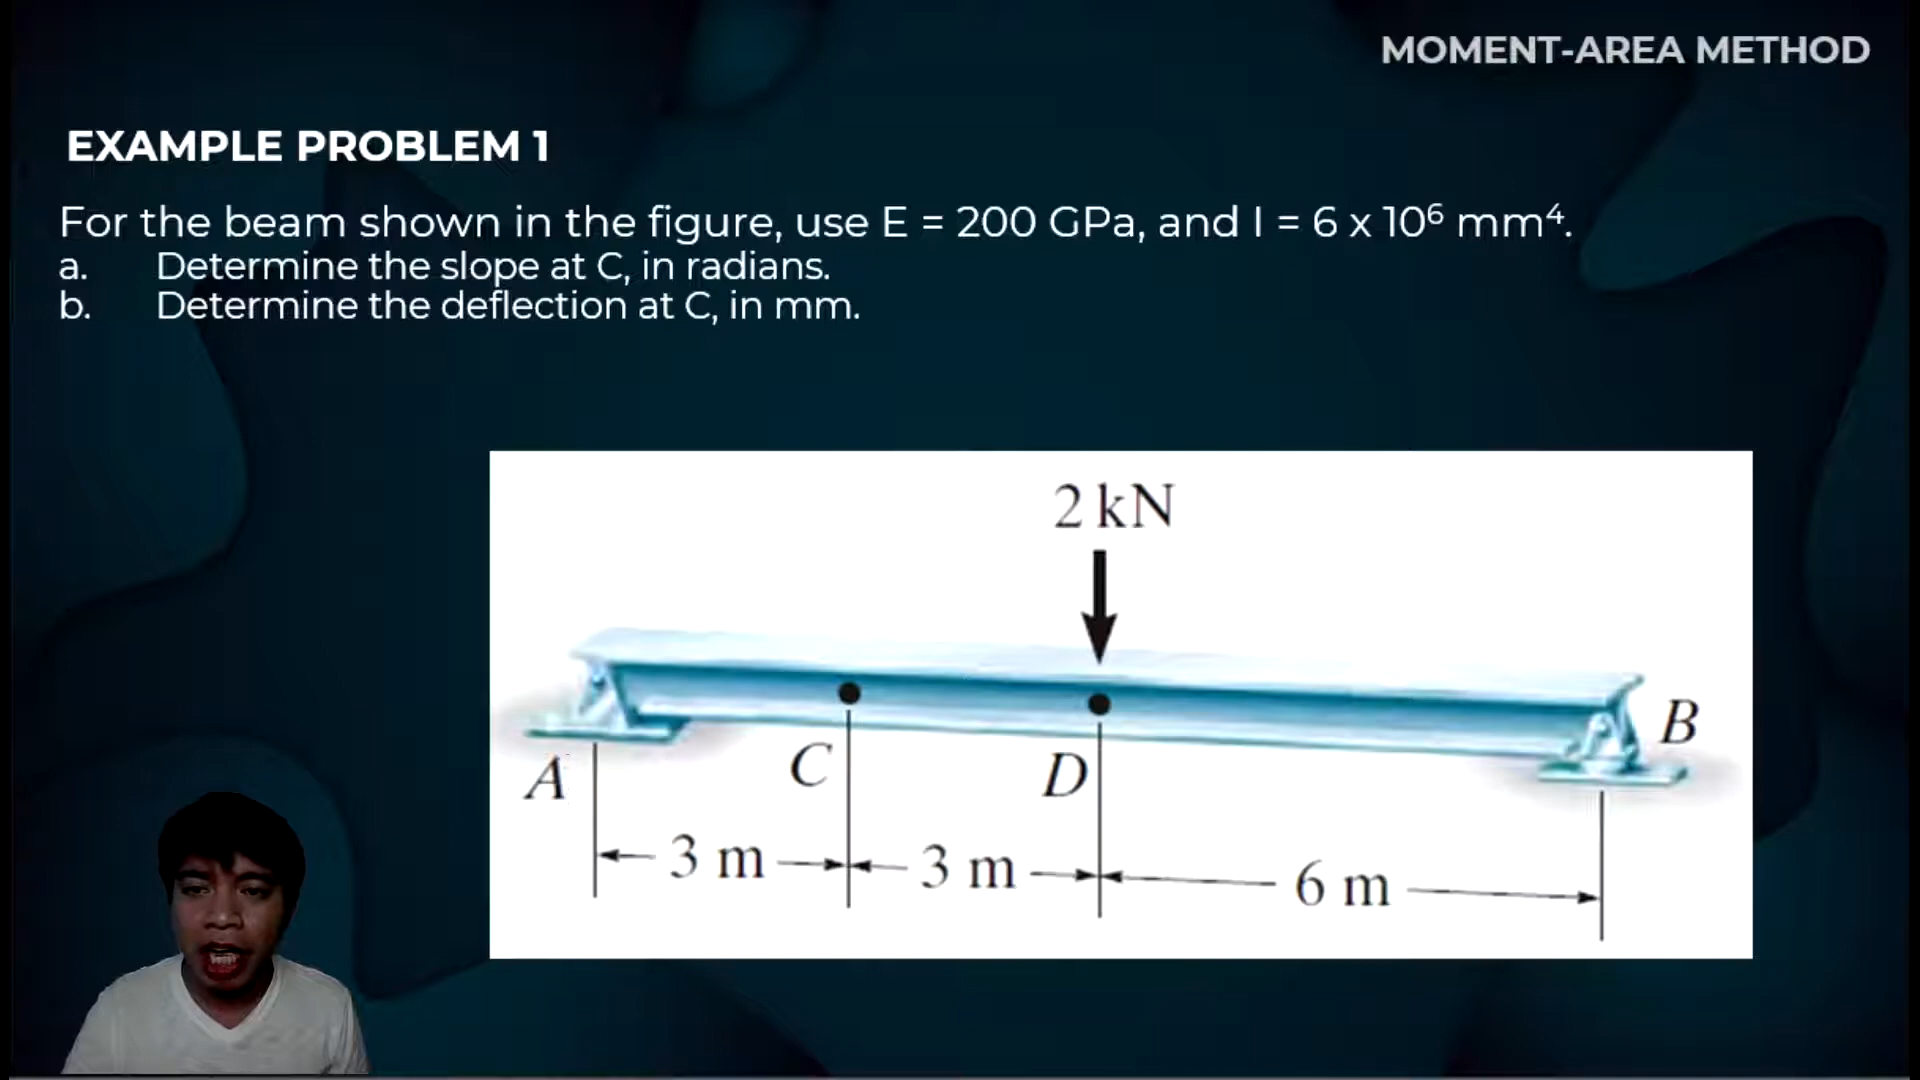 MOMENT-AREA METHOD
EXAMPLE PROBLEM 1
For the beam shown in the figure, use E = 200 GPa, and I = 6 x 10⁶ mm⁴.
a. Determine the slope at C, in radians.
b. Determine the deflection at C, in mm.
2 kN
A
C
D
B
3 m
3 m
6 m